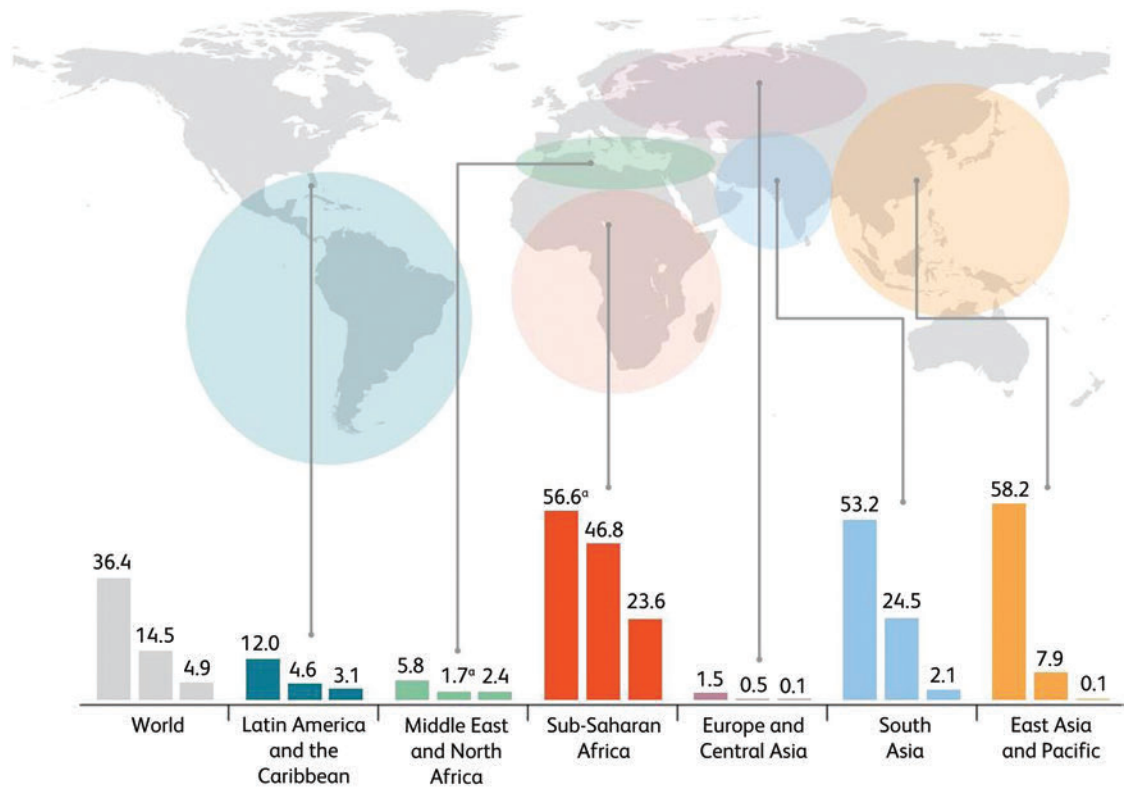 56.6ᵃ
58.2
53.2
46.8
36.4
23.6
24.5
14.5
12.0
5.8
7.9
4.9
4.6
3.1
1.7ᵃ
2.4
1.5
0.5
0.1
2.1
0.1
World
Latin America
and the
Caribbean
Middle East
and North
Africa
Sub-Saharan
Africa
Europe and
Central Asia
South
Asia
East Asia
and Pacific